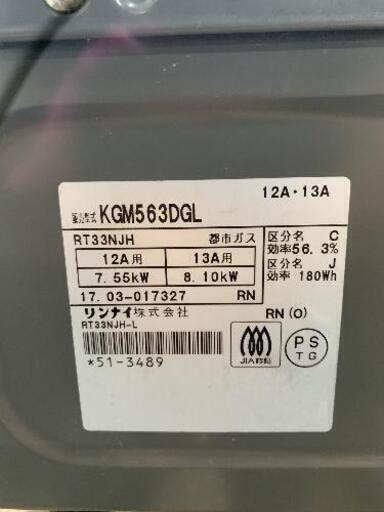 12A・13A
KGM563DGL
RT33NJH 都市ガス
12A用 13A用
7.55kW 8.10kW
区分名 C
効率56.3%
区分名 J
効率 180Wh
17.03-017327 RN
リンナイ株式会社 RN(O)
RT33NJH-L
*51-3489
JIA
PS
TG